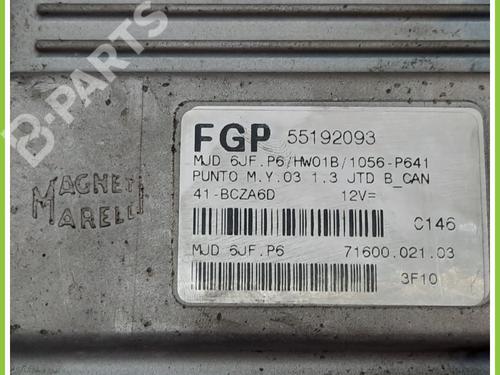 B-PARTS
MAGNETI
MARELLI
FGP 55192093
MJD 6JF.P6/HW01B/1056-P641
PUNTO M.Y.03 1.3 JTD B_CAN
41-BCZA6D 12V=
C146
MJD 6JF.P6 71600.021.03
3F10